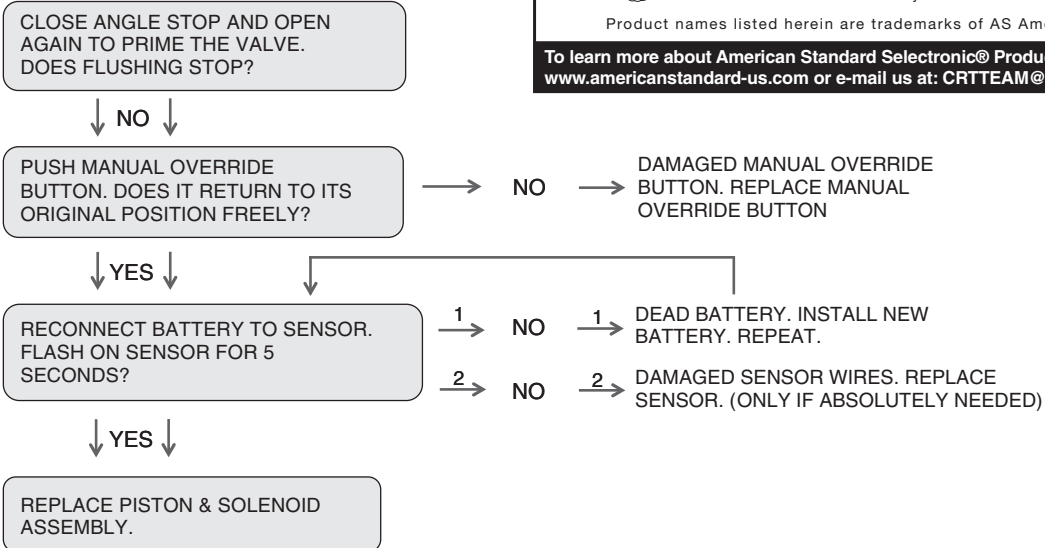 CLOSE ANGLE STOP AND OPEN
AGAIN TO PRIME THE VALVE.
DOES FLUSHING STOP?
Product names listed herein are trademarks of AS Ame
To learn more about American Standard Selectronic® Produc
www.americanstandard-us.com or e-mail us at: CRTTEAM@
NO
PUSH MANUAL OVERRIDE
BUTTON. DOES IT RETURN TO ITS
ORIGINAL POSITION FREELY?
NO
DAMAGED MANUAL OVERRIDE
BUTTON. REPLACE MANUAL
OVERRIDE BUTTON
YES
RECONNECT BATTERY TO SENSOR.
FLASH ON SENSOR FOR 5
SECONDS?
1
NO
1
DEAD BATTERY. INSTALL NEW
BATTERY. REPEAT.
2
NO
2
DAMAGED SENSOR WIRES. REPLACE
SENSOR. (ONLY IF ABSOLUTELY NEEDED)
YES
REPLACE PISTON & SOLENOID
ASSEMBLY.